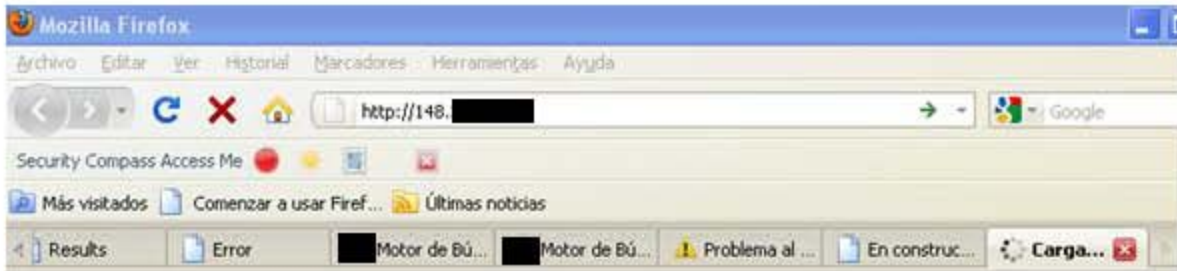 Mozilla Firefox
Archivo Editar Ver Historial Marcadores Herramientas Ayuda
http://148.
Google
Security Compass Access Me
Más visitados Comenzar a usar Firef... Últimas noticias
Results Error Motor de Bú... Motor de Bú... Problema al ... En construc... Carga...